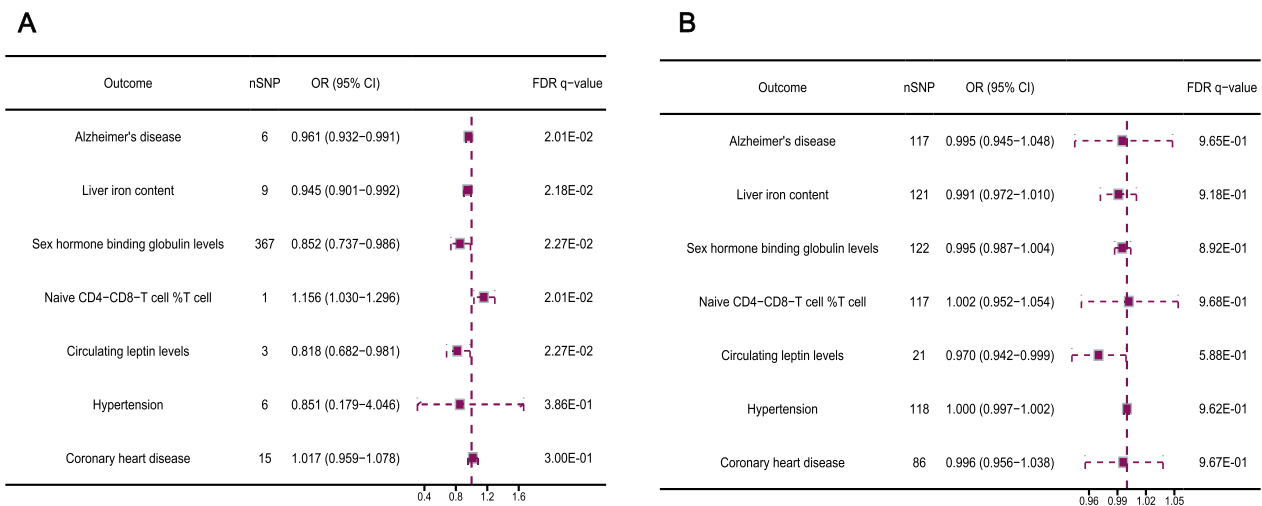 A
Outcome nSNP OR (95% CI) FDR q−value
Alzheimer's disease 6 0.961 (0.932−0.991) 2.01E−02
Liver iron content 9 0.945 (0.901−0.992) 2.18E−02
Sex hormone binding globulin levels 367 0.852 (0.737−0.986) 2.27E−02
Naive CD4−CD8−T cell %T cell 1 1.156 (1.030−1.296) 2.01E−02
Circulating leptin levels 3 0.818 (0.682−0.981) 2.27E−02
Hypertension 6 0.851 (0.179−4.046) 3.86E−01
Coronary heart disease 15 1.017 (0.959−1.078) 3.00E−01
0.4 0.8 1.2 1.6
B
Outcome nSNP OR (95% CI) FDR q−value
Alzheimer's disease 117 0.995 (0.945−1.048) 9.65E−01
Liver iron content 121 0.991 (0.972−1.010) 9.18E−01
Sex hormone binding globulin levels 122 0.995 (0.987−1.004) 8.92E−01
Naive CD4−CD8−T cell %T cell 117 1.002 (0.952−1.054) 9.68E−01
Circulating leptin levels 21 0.970 (0.942−0.999) 5.88E−01
Hypertension 118 1.000 (0.997−1.002) 9.62E−01
Coronary heart disease 86 0.996 (0.956−1.038) 9.67E−01
0.96 0.99 1.02 1.05